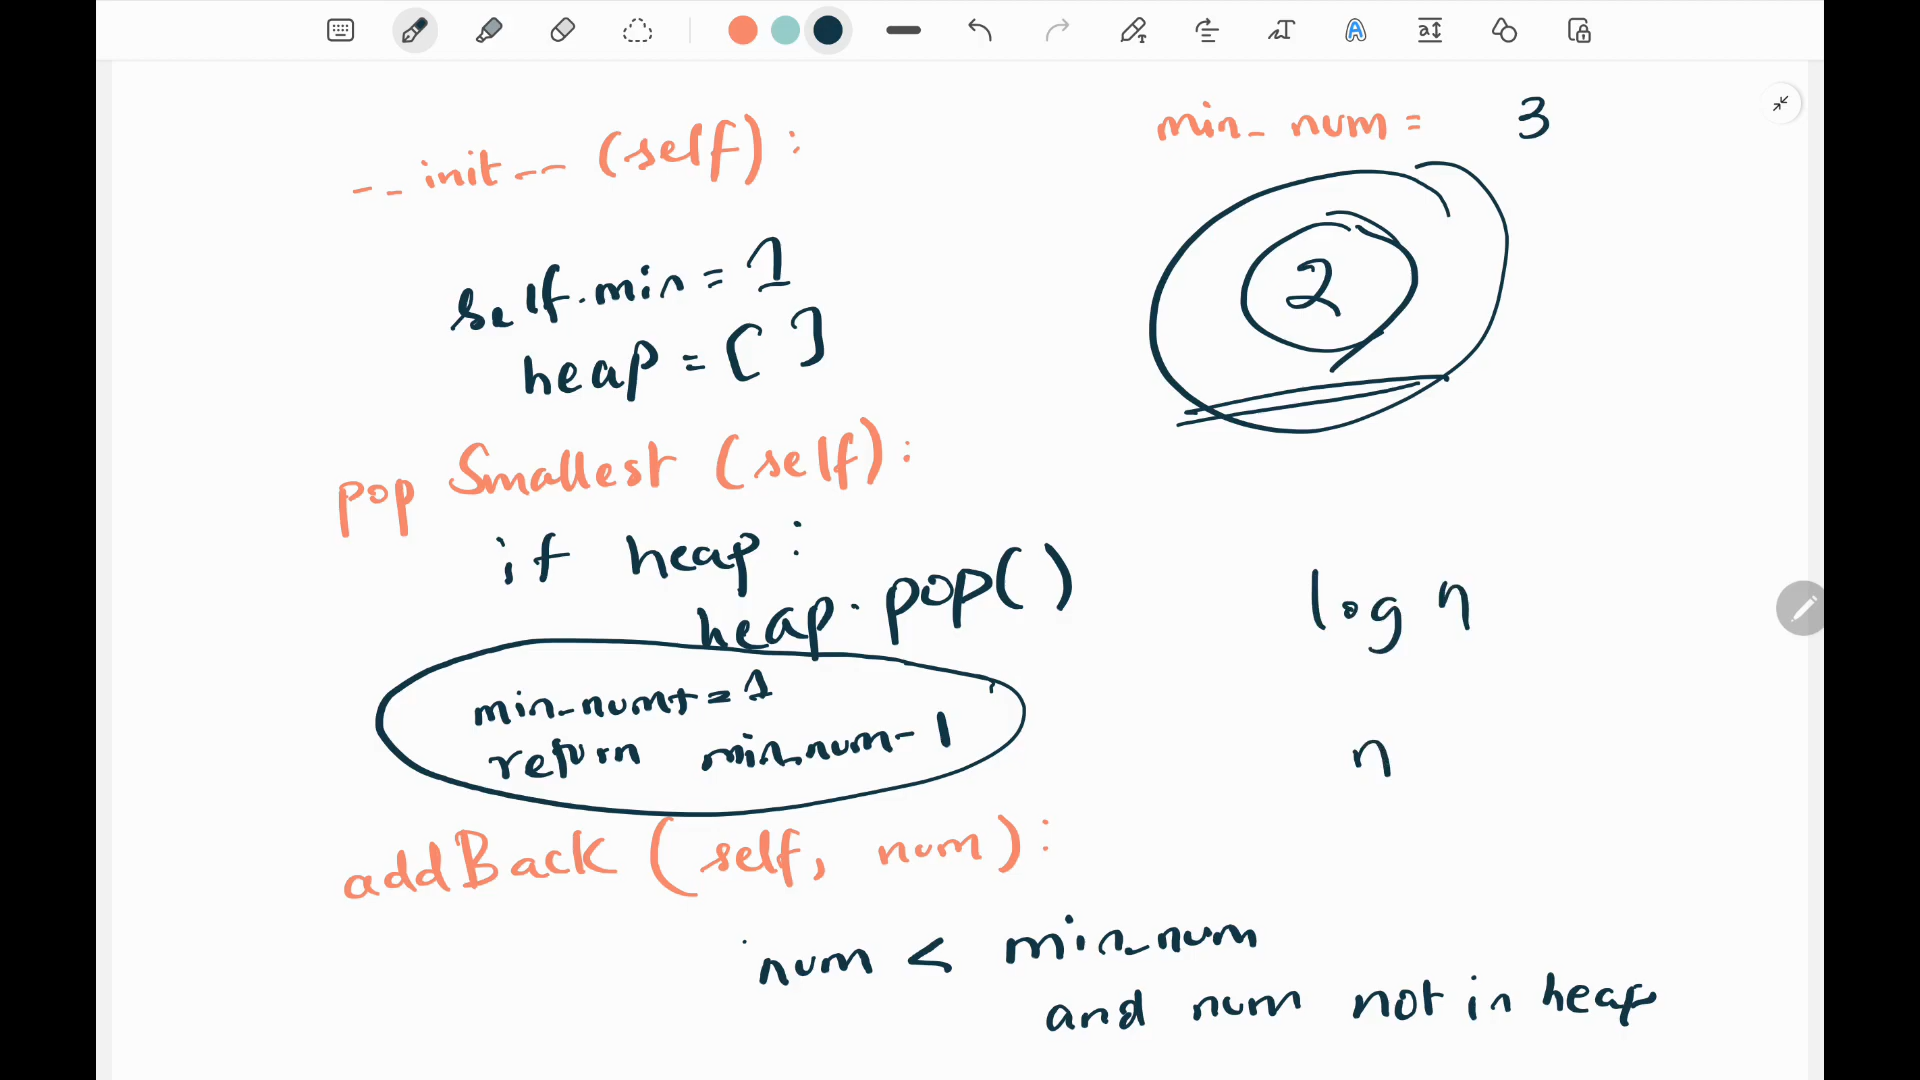 min_ num = 3
__init__ (self):
2
self.min = 1
heap = [ ]
pop Smallest (self):
if heap:
heap.pop()
log n
min_num += 1
return min_num - 1
n
addBack (self, num):
num < min_num
and num not in heap